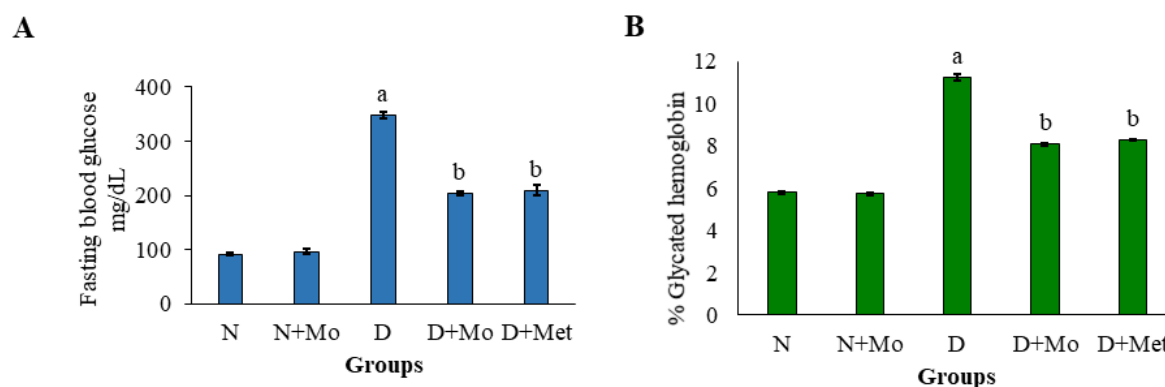 A
Fasting blood glucose
mg/dL
400
300
200
100
0
a
b
b
N N+Mo D D+Mo D+Met
Groups
B
% Glycated hemoglobin
12
10
8
6
4
2
0
a
b
b
N N+Mo D D+Mo D+Met
Groups